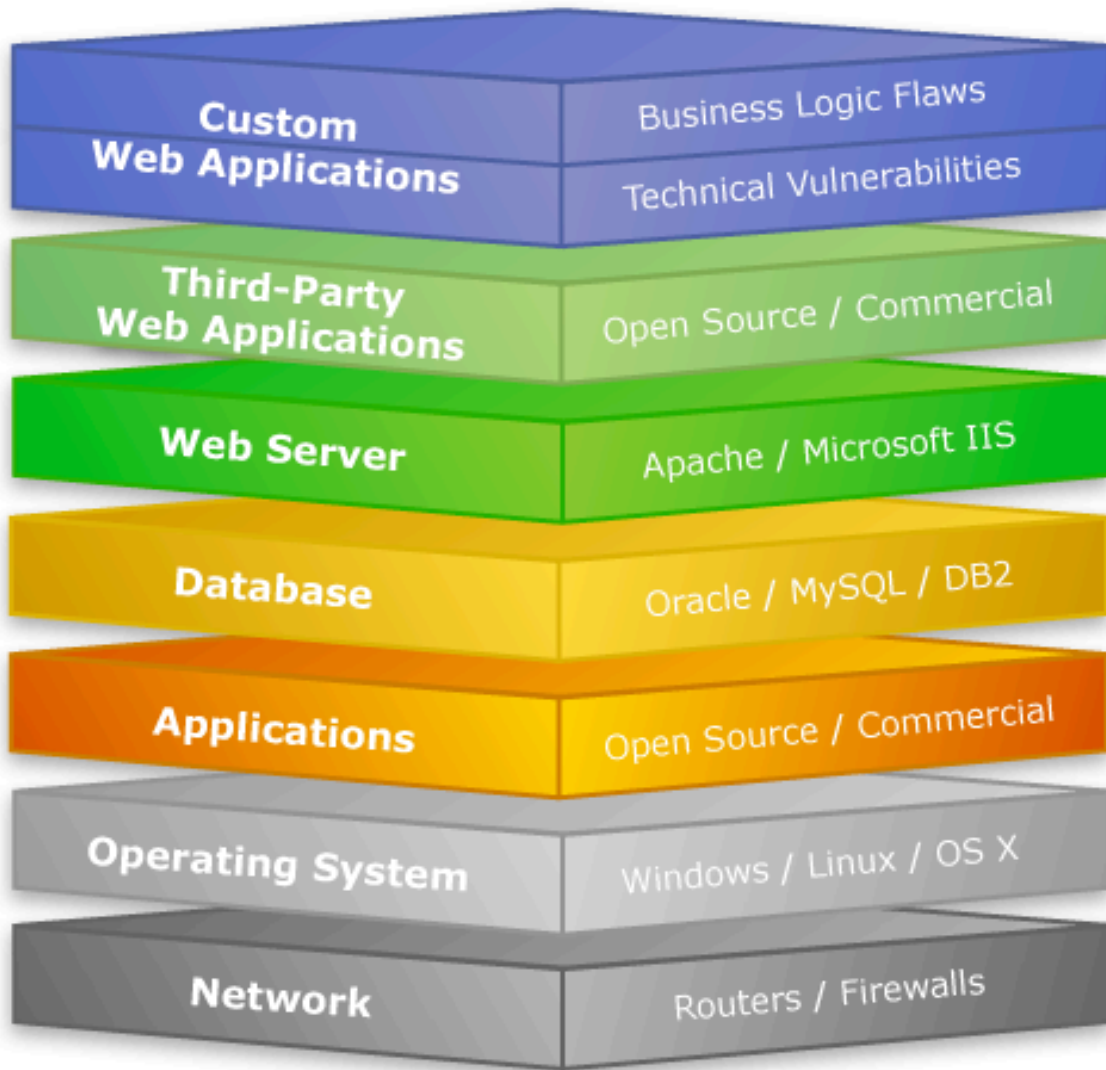 Custom
Web Applications
Business Logic Flaws
Technical Vulnerabilities
Third-Party
Web Applications
Open Source / Commercial
Web Server
Apache / Microsoft IIS
Database
Oracle / MySQL / DB2
Applications
Open Source / Commercial
Operating System
Windows / Linux / OS X
Network
Routers / Firewalls